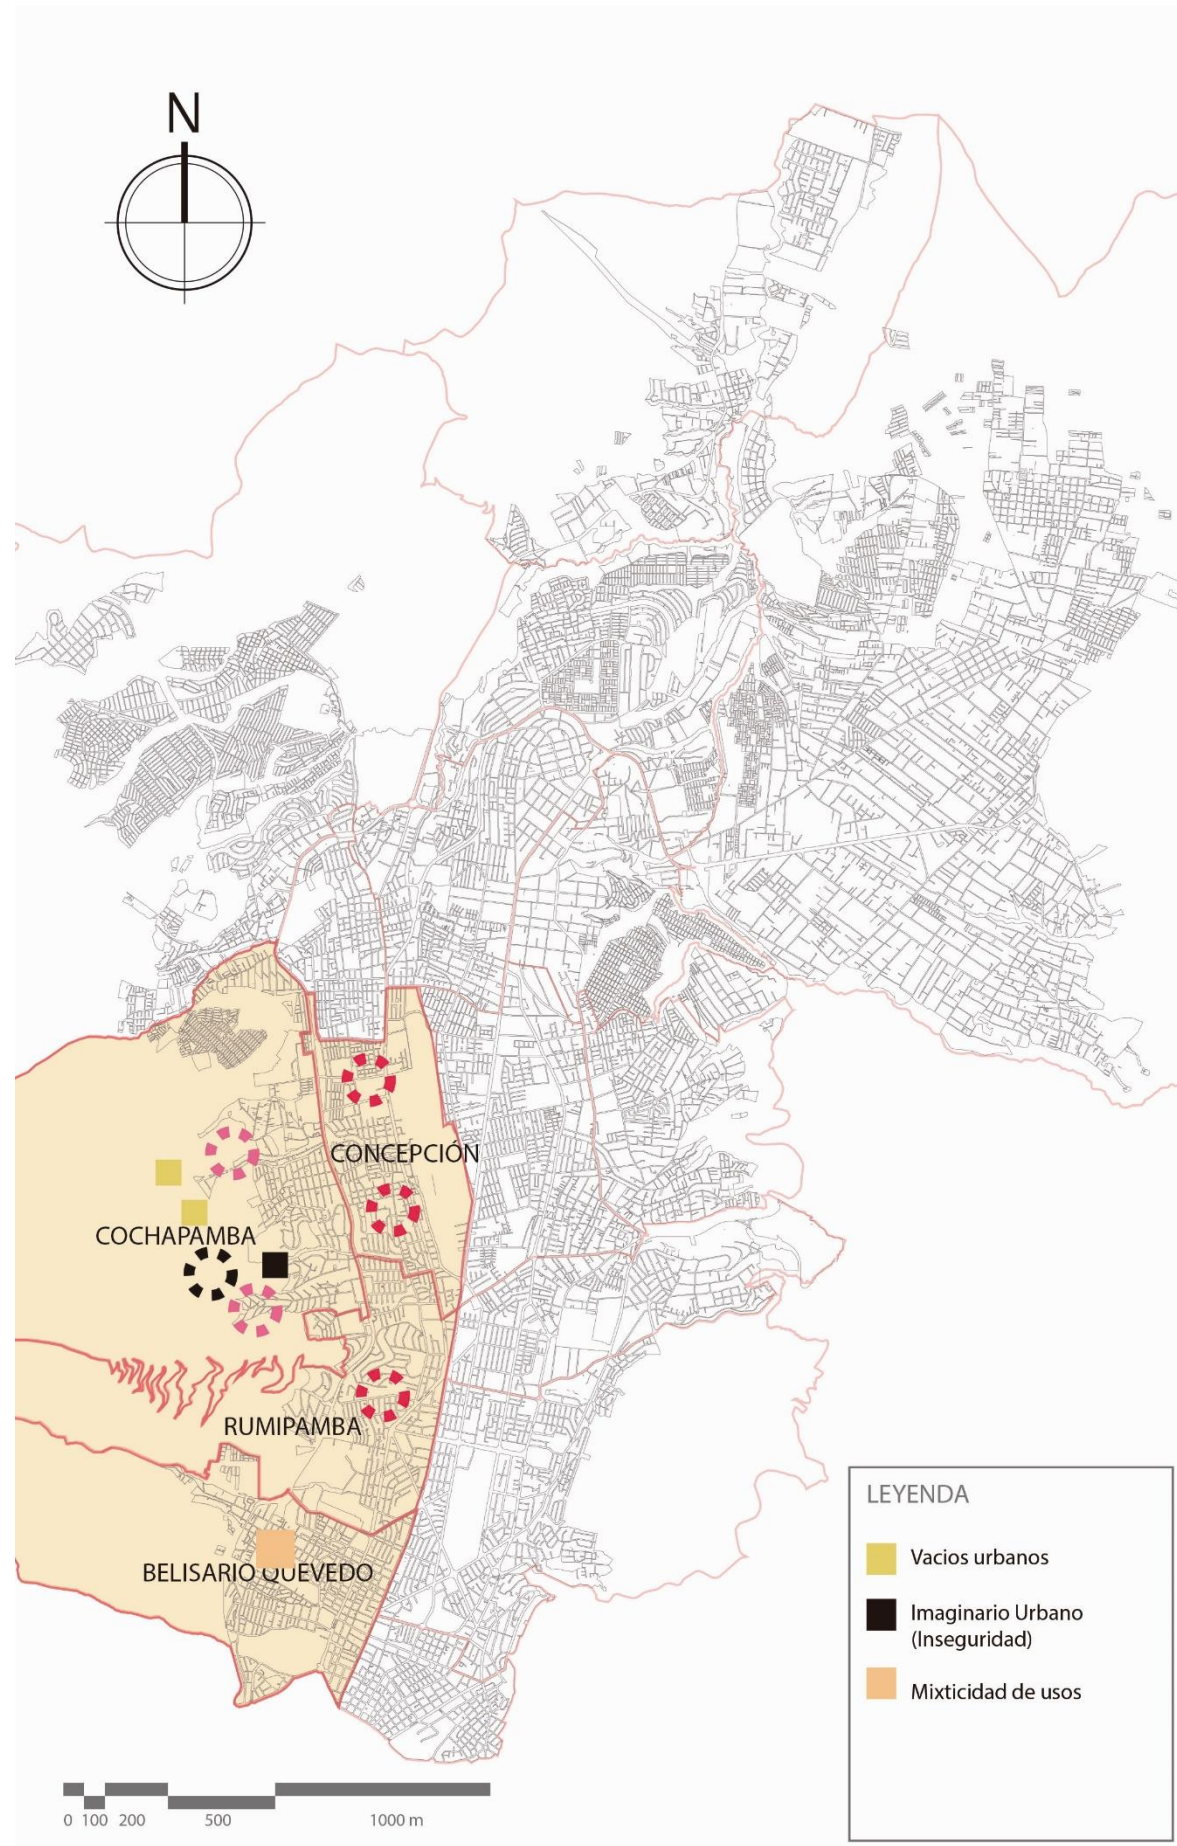 N
CONCEPCIÓN
COCHAPAMBA
RUMIPAMBA
BELISARIO QUEVEDO
LEYENDA
Vacios urbanos
Imaginario Urbano
(Inseguridad)
Mixticidad de usos
0 100 200 500 1000 m